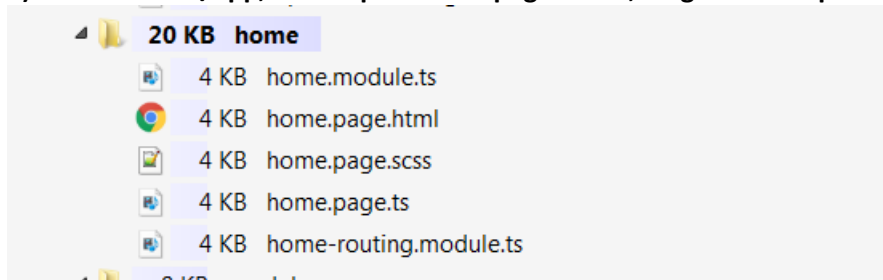 20 KB home
4 KB home.module.ts
4 KB home.page.html
4 KB home.page.scss
4 KB home.page.ts
4 KB home-routing.module.ts